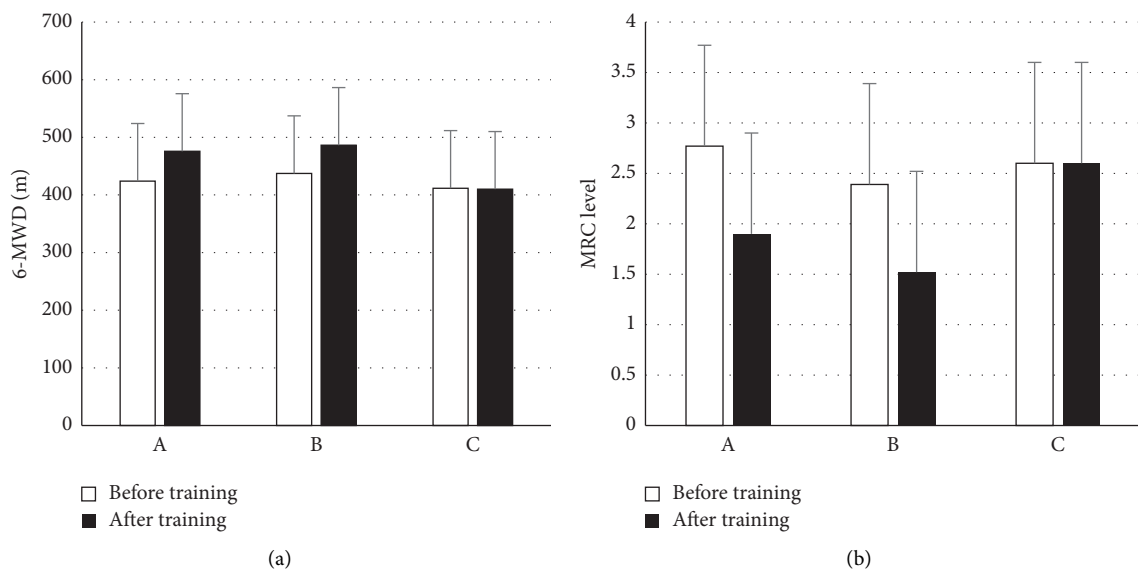 700
600
500
400
300
200
100
0
6-MWD (m)
A B C
Before training
After training
(a)
4
3.5
3
2.5
2
1.5
1
0.5
0
MRC level
A B C
Before training
After training
(b)